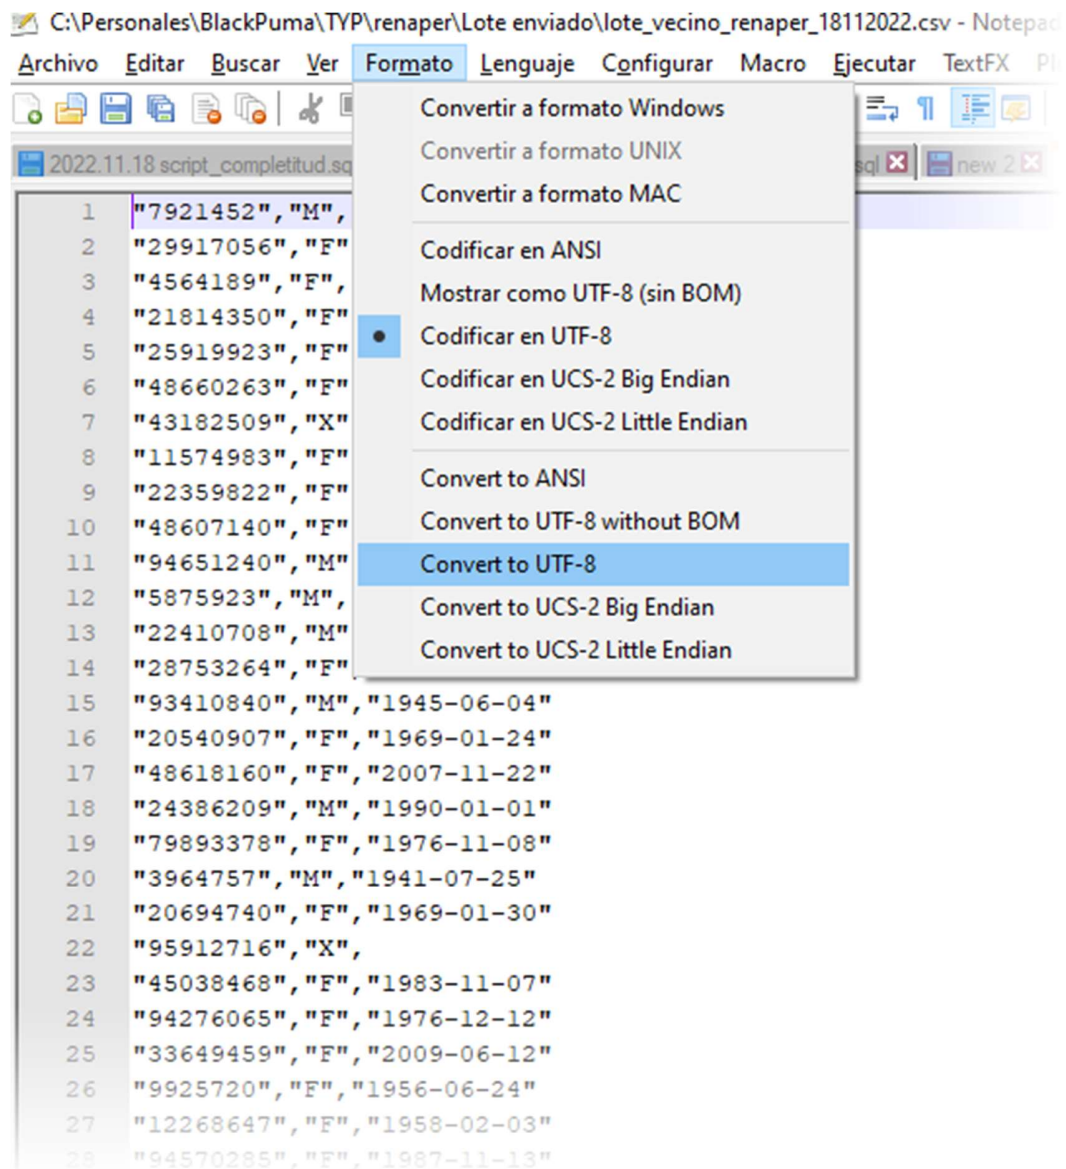 C:\Personales\BlackPuma\TYP\renaper\Lote enviado\lote_vecino_renaper_18112022.csv - Notepad
Archivo Editar Buscar Ver Formato Lenguaje Configurar Macro Ejecutar TextFX
2022.11.18 script_completitud.sq sql new 2
Convertir a formato Windows
Convertir a formato UNIX
Convertir a formato MAC
Codificar en ANSI
Mostrar como UTF-8 (sin BOM)
Codificar en UTF-8
Codificar en UCS-2 Big Endian
Codificar en UCS-2 Little Endian
Convert to ANSI
Convert to UTF-8 without BOM
Convert to UTF-8
Convert to UCS-2 Big Endian
Convert to UCS-2 Little Endian
1 "7921452","M",
2 "29917056","F"
3 "4564189","F",
4 "21814350","F"
5 "25919923","F"
6 "48660263","F"
7 "43182509","X"
8 "11574983","F"
9 "22359822","F"
10 "48607140","F"
11 "94651240","M"
12 "5875923","M",
13 "22410708","M"
14 "28753264","F",
15 "93410840","M","1945-06-04"
16 "20540907","F","1969-01-24"
17 "48618160","F","2007-11-22"
18 "24386209","M","1990-01-01"
19 "79893378","F","1976-11-08"
20 "3964757","M","1941-07-25"
21 "20694740","F","1969-01-30"
22 "95912716","X",
23 "45038468","F","1983-11-07"
24 "94276065","F","1976-12-12"
25 "33649459","F","2009-06-12"
26 "9925720","F","1956-06-24"
27 "12268647","F","1958-02-03"
28 "94570285","F","1987-11-13"